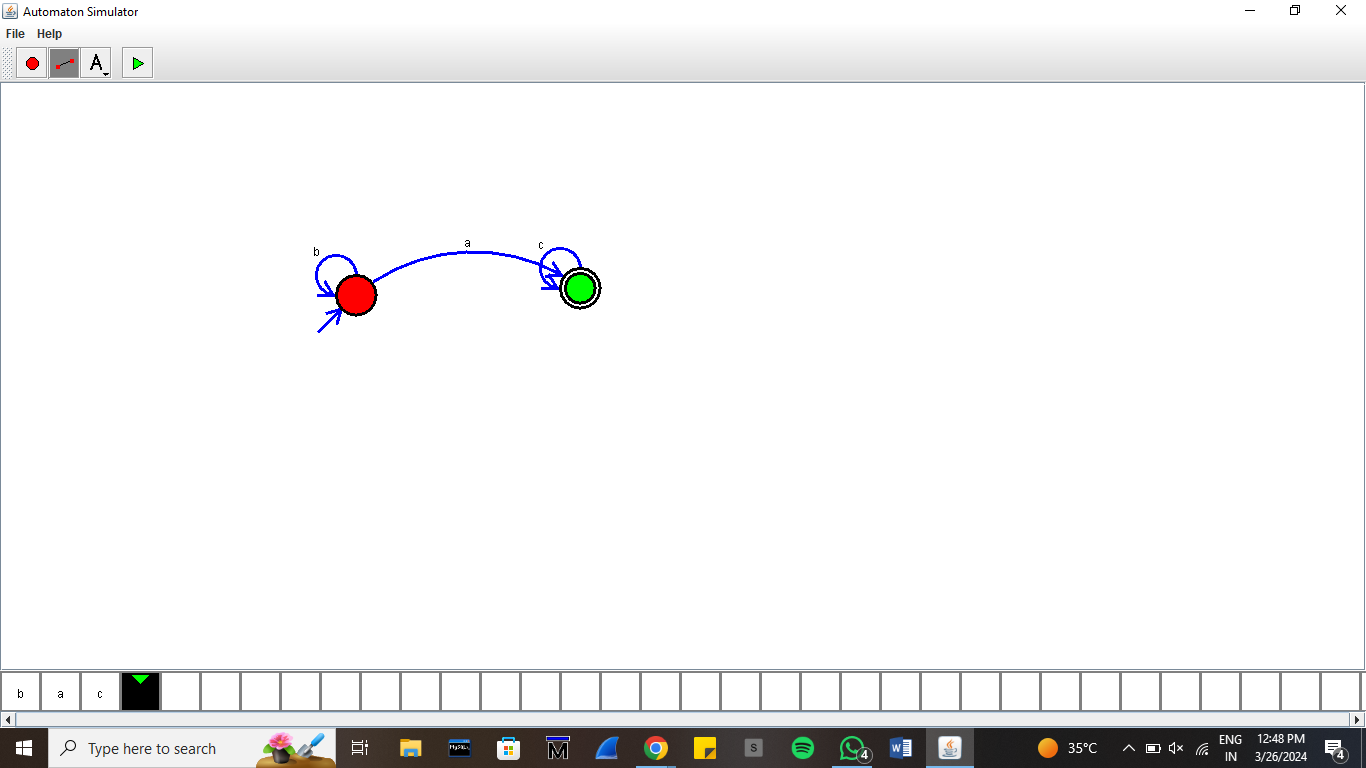 Automaton Simulator
File Help
A
b
a
c
b a c
Type here to search
MySQL
M
S
4
W
35°C
ENG
IN
12:48 PM
3/26/2024
4